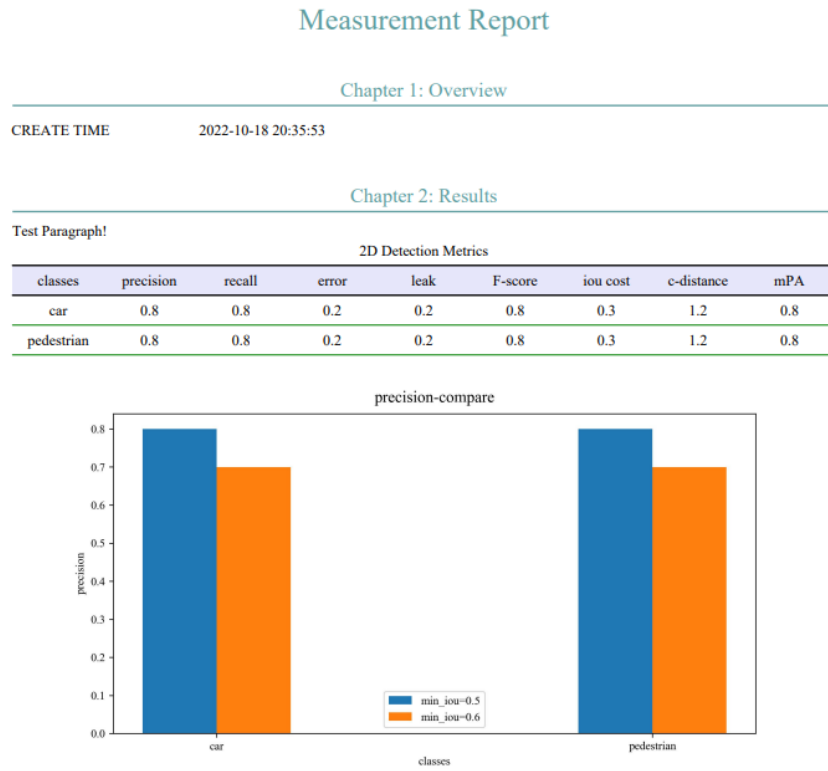 Measurement Report
Chapter 1: Overview
CREATE TIME 2022-10-18 20:35:53
Chapter 2: Results
Test Paragraph!
2D Detection Metrics
classes precision recall error leak F-score iou cost c-distance mPA
car 0.8 0.8 0.2 0.2 0.8 0.3 1.2 0.8
pedestrian 0.8 0.8 0.2 0.2 0.8 0.3 1.2 0.8
precision-compare
0.8
0.7
0.6
0.5
0.4
0.3
0.2
0.1
0.0
precision
min_iou=0.5
min_iou=0.6
car pedestrian
classes